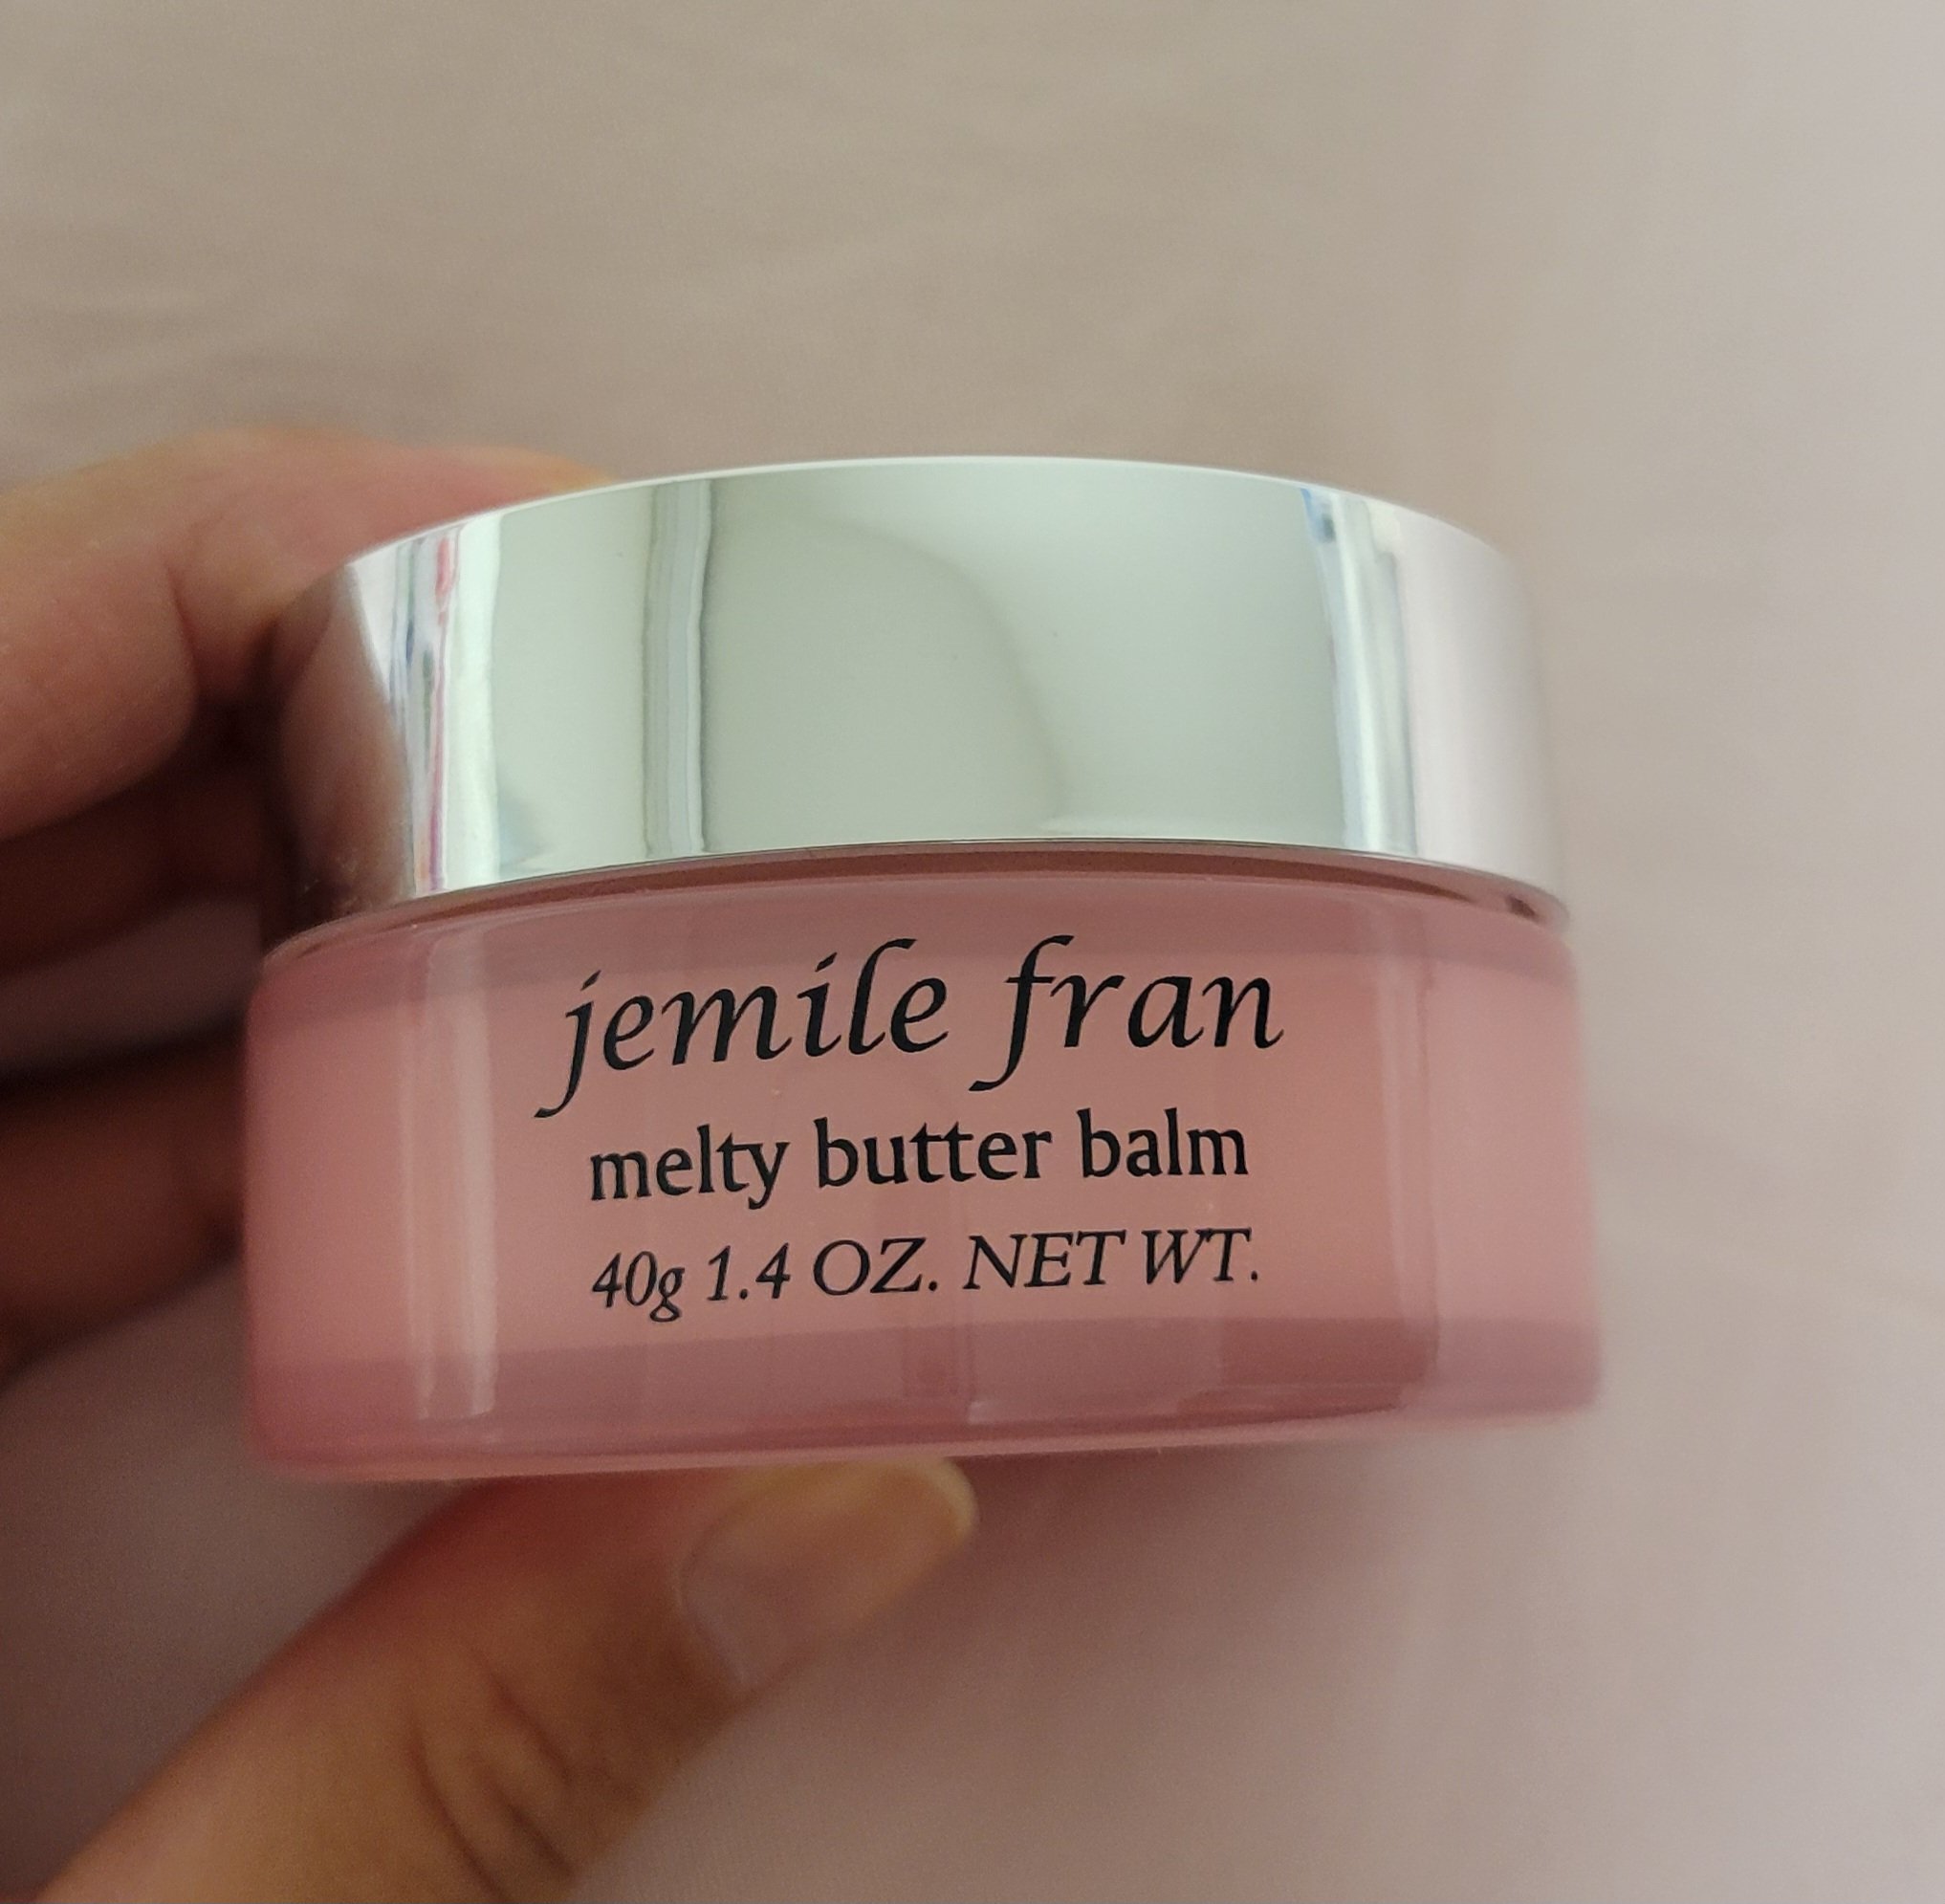 jemile fran
melty butter balm
40g 1.4 OZ. NET WT.